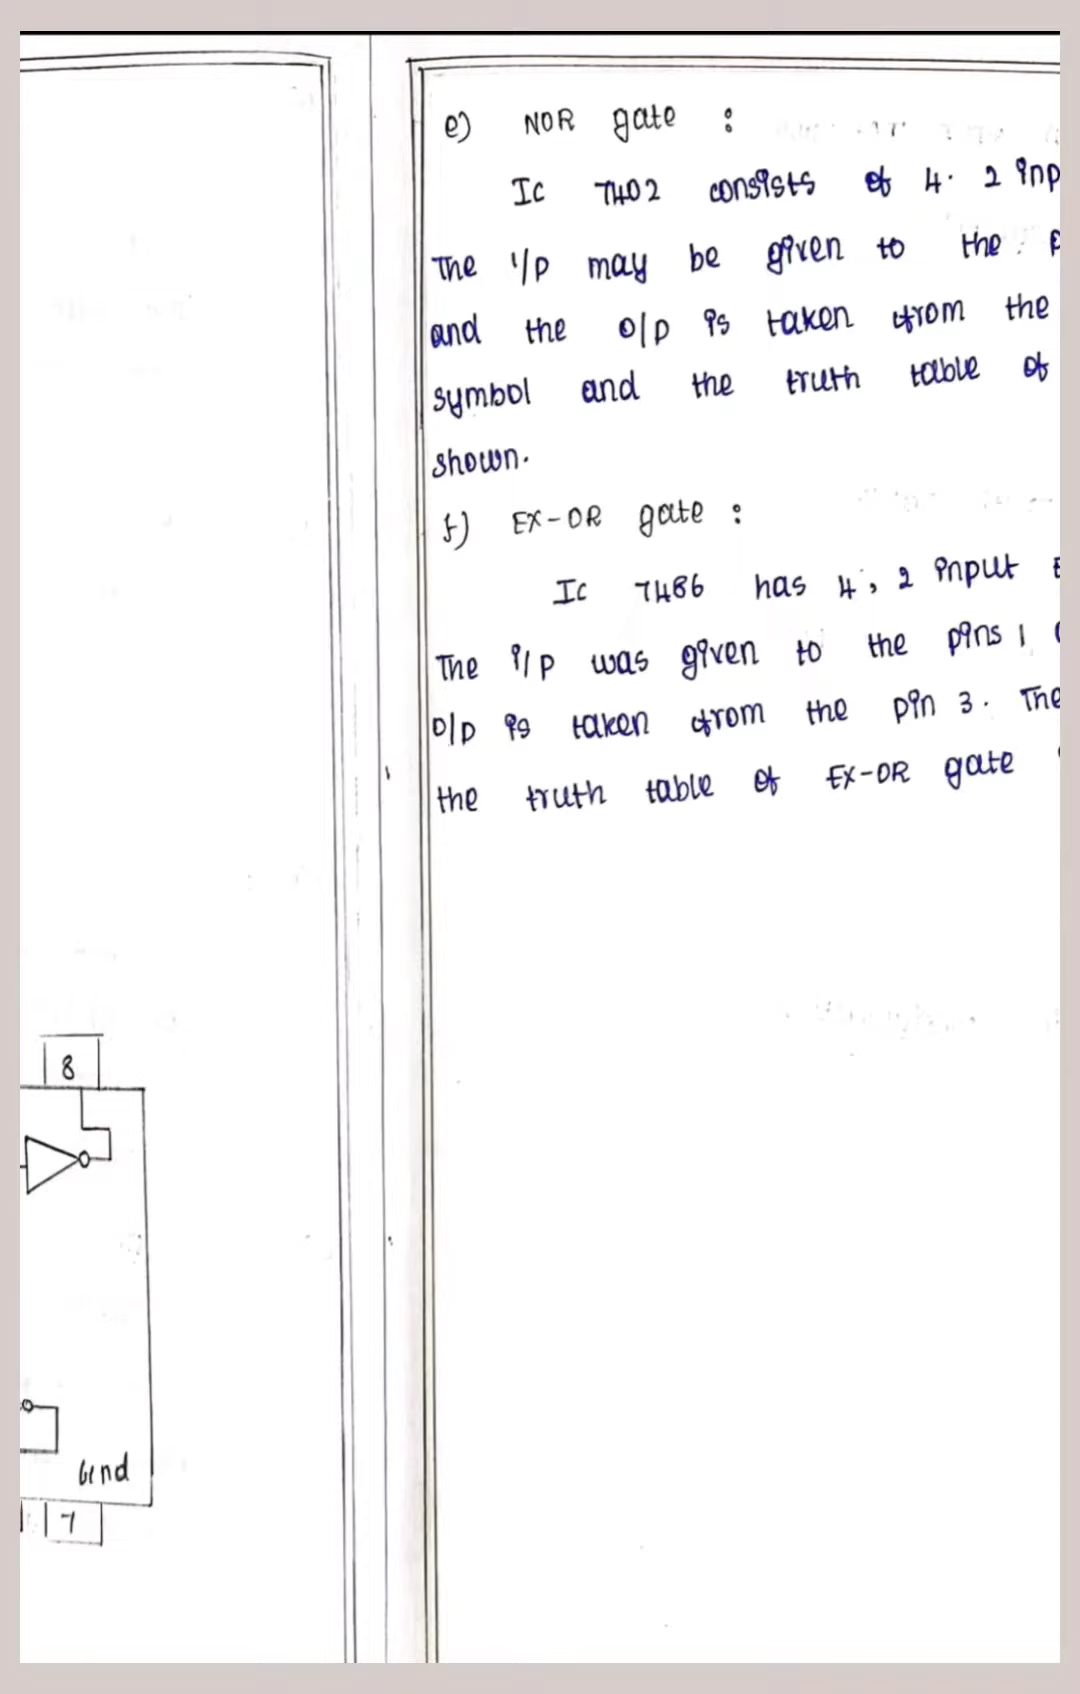 e) NOR gate :
Ic 7402 consists of 4. 2 inp
The i/p may be given to the p
and the o/p is taken from the
symbol and the truth table of
shown.
f) EX-OR gate :
Ic 7486 has 4, 2 input E
The i/p was given to the pins 1
o/p is taken from the pin 3. The
the truth table of EX-OR gate
8
Gnd
7